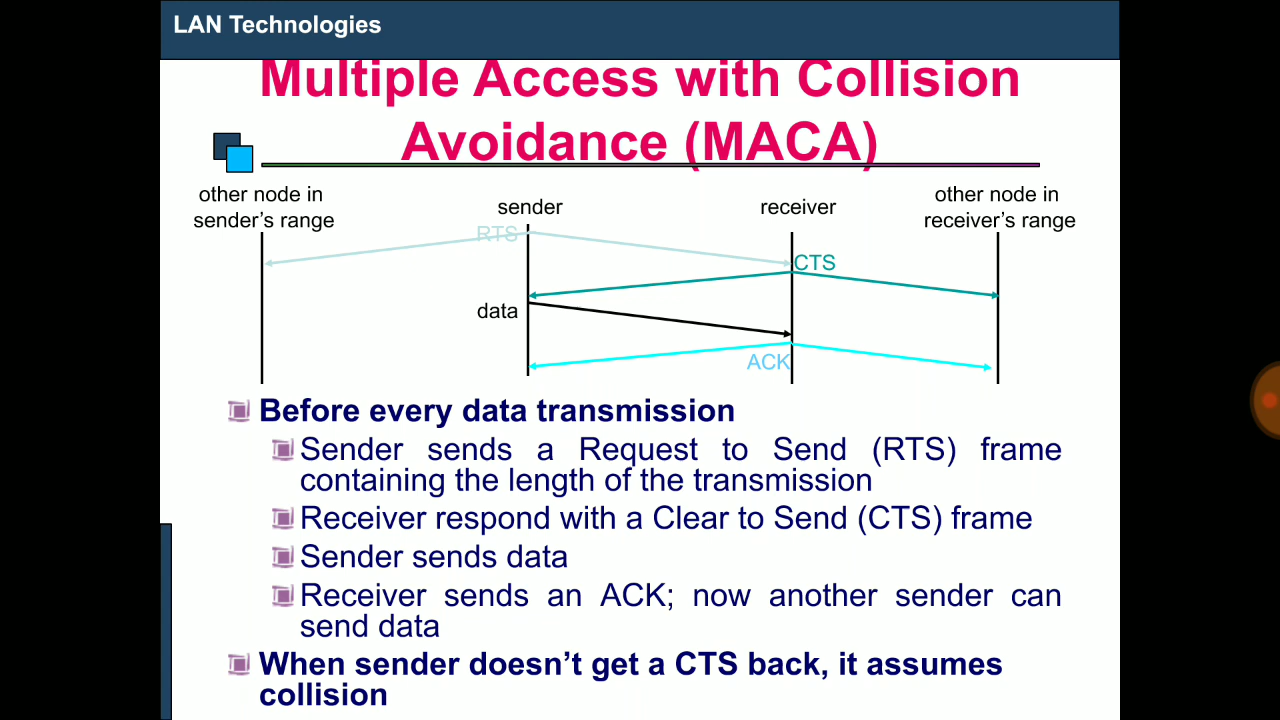 LAN Technologies
Multiple Access with Collision
Avoidance (MACA)
other node in
sender’s range
sender
receiver
other node in
receiver’s range
RTS
CTS
data
ACK
Before every data transmission
Sender sends a Request to Send (RTS) frame
containing the length of the transmission
Receiver respond with a Clear to Send (CTS) frame
Sender sends data
Receiver sends an ACK; now another sender can
send data
When sender doesn’t get a CTS back, it assumes
collision